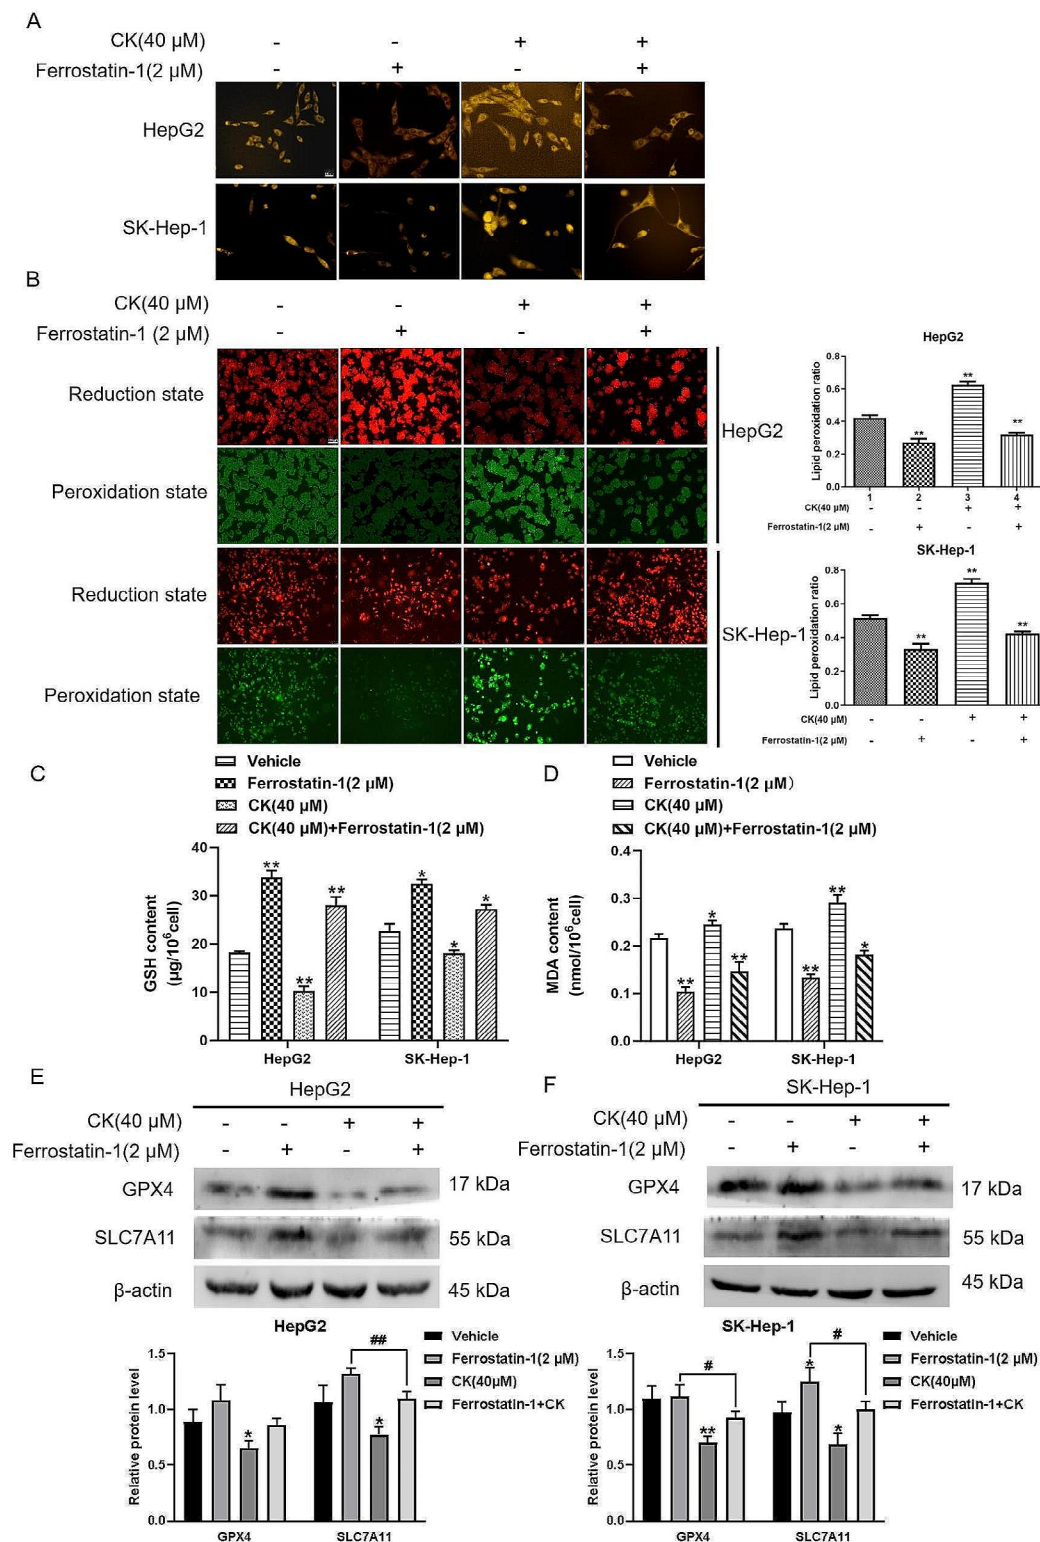 A
CK(40 µM) - - + +
Ferrostatin-1(2 µM) - + - +
HepG2
SK-Hep-1
B
CK(40 µM) - - + +
Ferrostatin-1 (2 µM) - + - +
Reduction state
Peroxidation state
HepG2
Reduction state
Peroxidation state
SK-Hep-1
HepG2
Lipid peroxidation ratio
0.8
0.6
0.4
0.2
0.0
** ** **
1 2 3 4
CK(40 µM) - - + +
Ferrostatin-1(2 µM) - + - +
SK-Hep-1
Lipid peroxidation ratio
0.8
0.6
0.4
0.2
0.0
** ** **
CK(40 µM) - - + +
Ferrostatin-1(2 µM) - + - +
C
Vehicle
Ferrostatin-1(2 µM)
CK(40 µM)
CK(40 µM)+Ferrostatin-1(2 µM)
GSH content
(µg/10⁶cell)
40
30
20
10
0
** ** ** * * *
HepG2 SK-Hep-1
D
Vehicle
Ferrostatin-1(2 µM）
CK(40 µM)
CK(40 µM)+Ferrostatin-1(2 µM)
MDA content
(nmol/10⁶cell)
0.4
0.3
0.2
0.1
0.0
** * ** ** ** *
HepG2 SK-Hep-1
E
HepG2
CK(40 µM) - - + +
Ferrostatin-1(2 µM) - + - +
GPX4 17 kDa
SLC7A11 55 kDa
β-actin 45 kDa
HepG2
Vehicle
Ferrostatin-1(2 µM)
CK(40µM)
Ferrostatin-1+CK
Relative protein level
1.5
1.0
0.5
0.0
* * ##
GPX4 SLC7A11
F
SK-Hep-1
CK(40 µM) - - + +
Ferrostatin-1(2 µM) - + - +
GPX4 17 kDa
SLC7A11 55 kDa
β-actin 45 kDa
SK-Hep-1
Vehicle
Ferrostatin-1(2 µM)
CK(40µM)
Ferrostatin-1+CK
Relative protein level
1.5
1.0
0.5
0.0
** # * * #
GPX4 SLC7A11